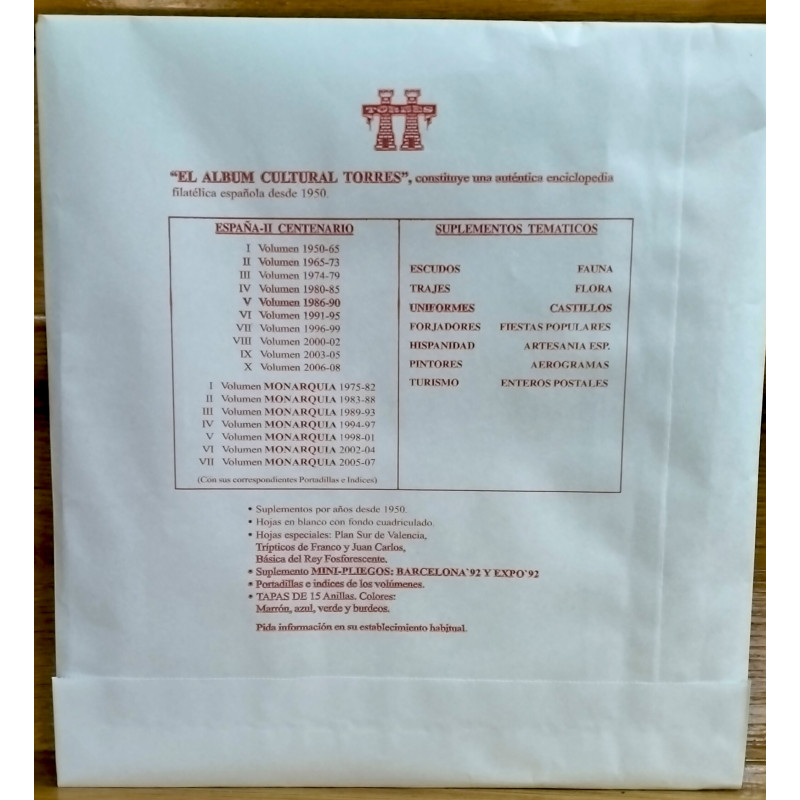 TORRES
“EL ALBUM CULTURAL TORRES”, constituye una auténtica enciclopedia
filatélica española desde 1950.
ESPAÑA-II CENTENARIO
I Volumen 1950-65
II Volumen 1965-73
III Volumen 1974-79
IV Volumen 1980-85
V Volumen 1986-90
VI Volumen 1991-95
VII Volumen 1996-99
VIII Volumen 2000-02
IX Volumen 2003-05
X Volumen 2006-08
I Volumen MONARQUIA 1975-82
II Volumen MONARQUIA 1983-88
III Volumen MONARQUIA 1989-93
IV Volumen MONARQUIA 1994-97
V Volumen MONARQUIA 1998-01
VI Volumen MONARQUIA 2002-04
VII Volumen MONARQUIA 2005-07
(Con sus correspondientes Portadillas e Indices)
SUPLEMENTOS TEMATICOS
ESCUDOS FAUNA
TRAJES FLORA
UNIFORMES CASTILLOS
FORJADORES FIESTAS POPULARES
HISPANIDAD ARTESANIA ESP.
PINTORES AEROGRAMAS
TURISMO ENTEROS POSTALES
• Suplementos por años desde 1950.
• Hojas en blanco con fondo cuadriculado.
• Hojas especiales: Plan Sur de Valencia,
Trípticos de Franco y Juan Carlos,
Básica del Rey Fosforescente.
• Suplemento MINI-PLIEGOS: BARCELONA`92 Y EXPO`92
• Portadillas e indices de los volúmenes.
• TAPAS DE 15 Anillas. Colores:
Marrón, azul, verde y burdeos.
Pida información en su establecimiento habitual.